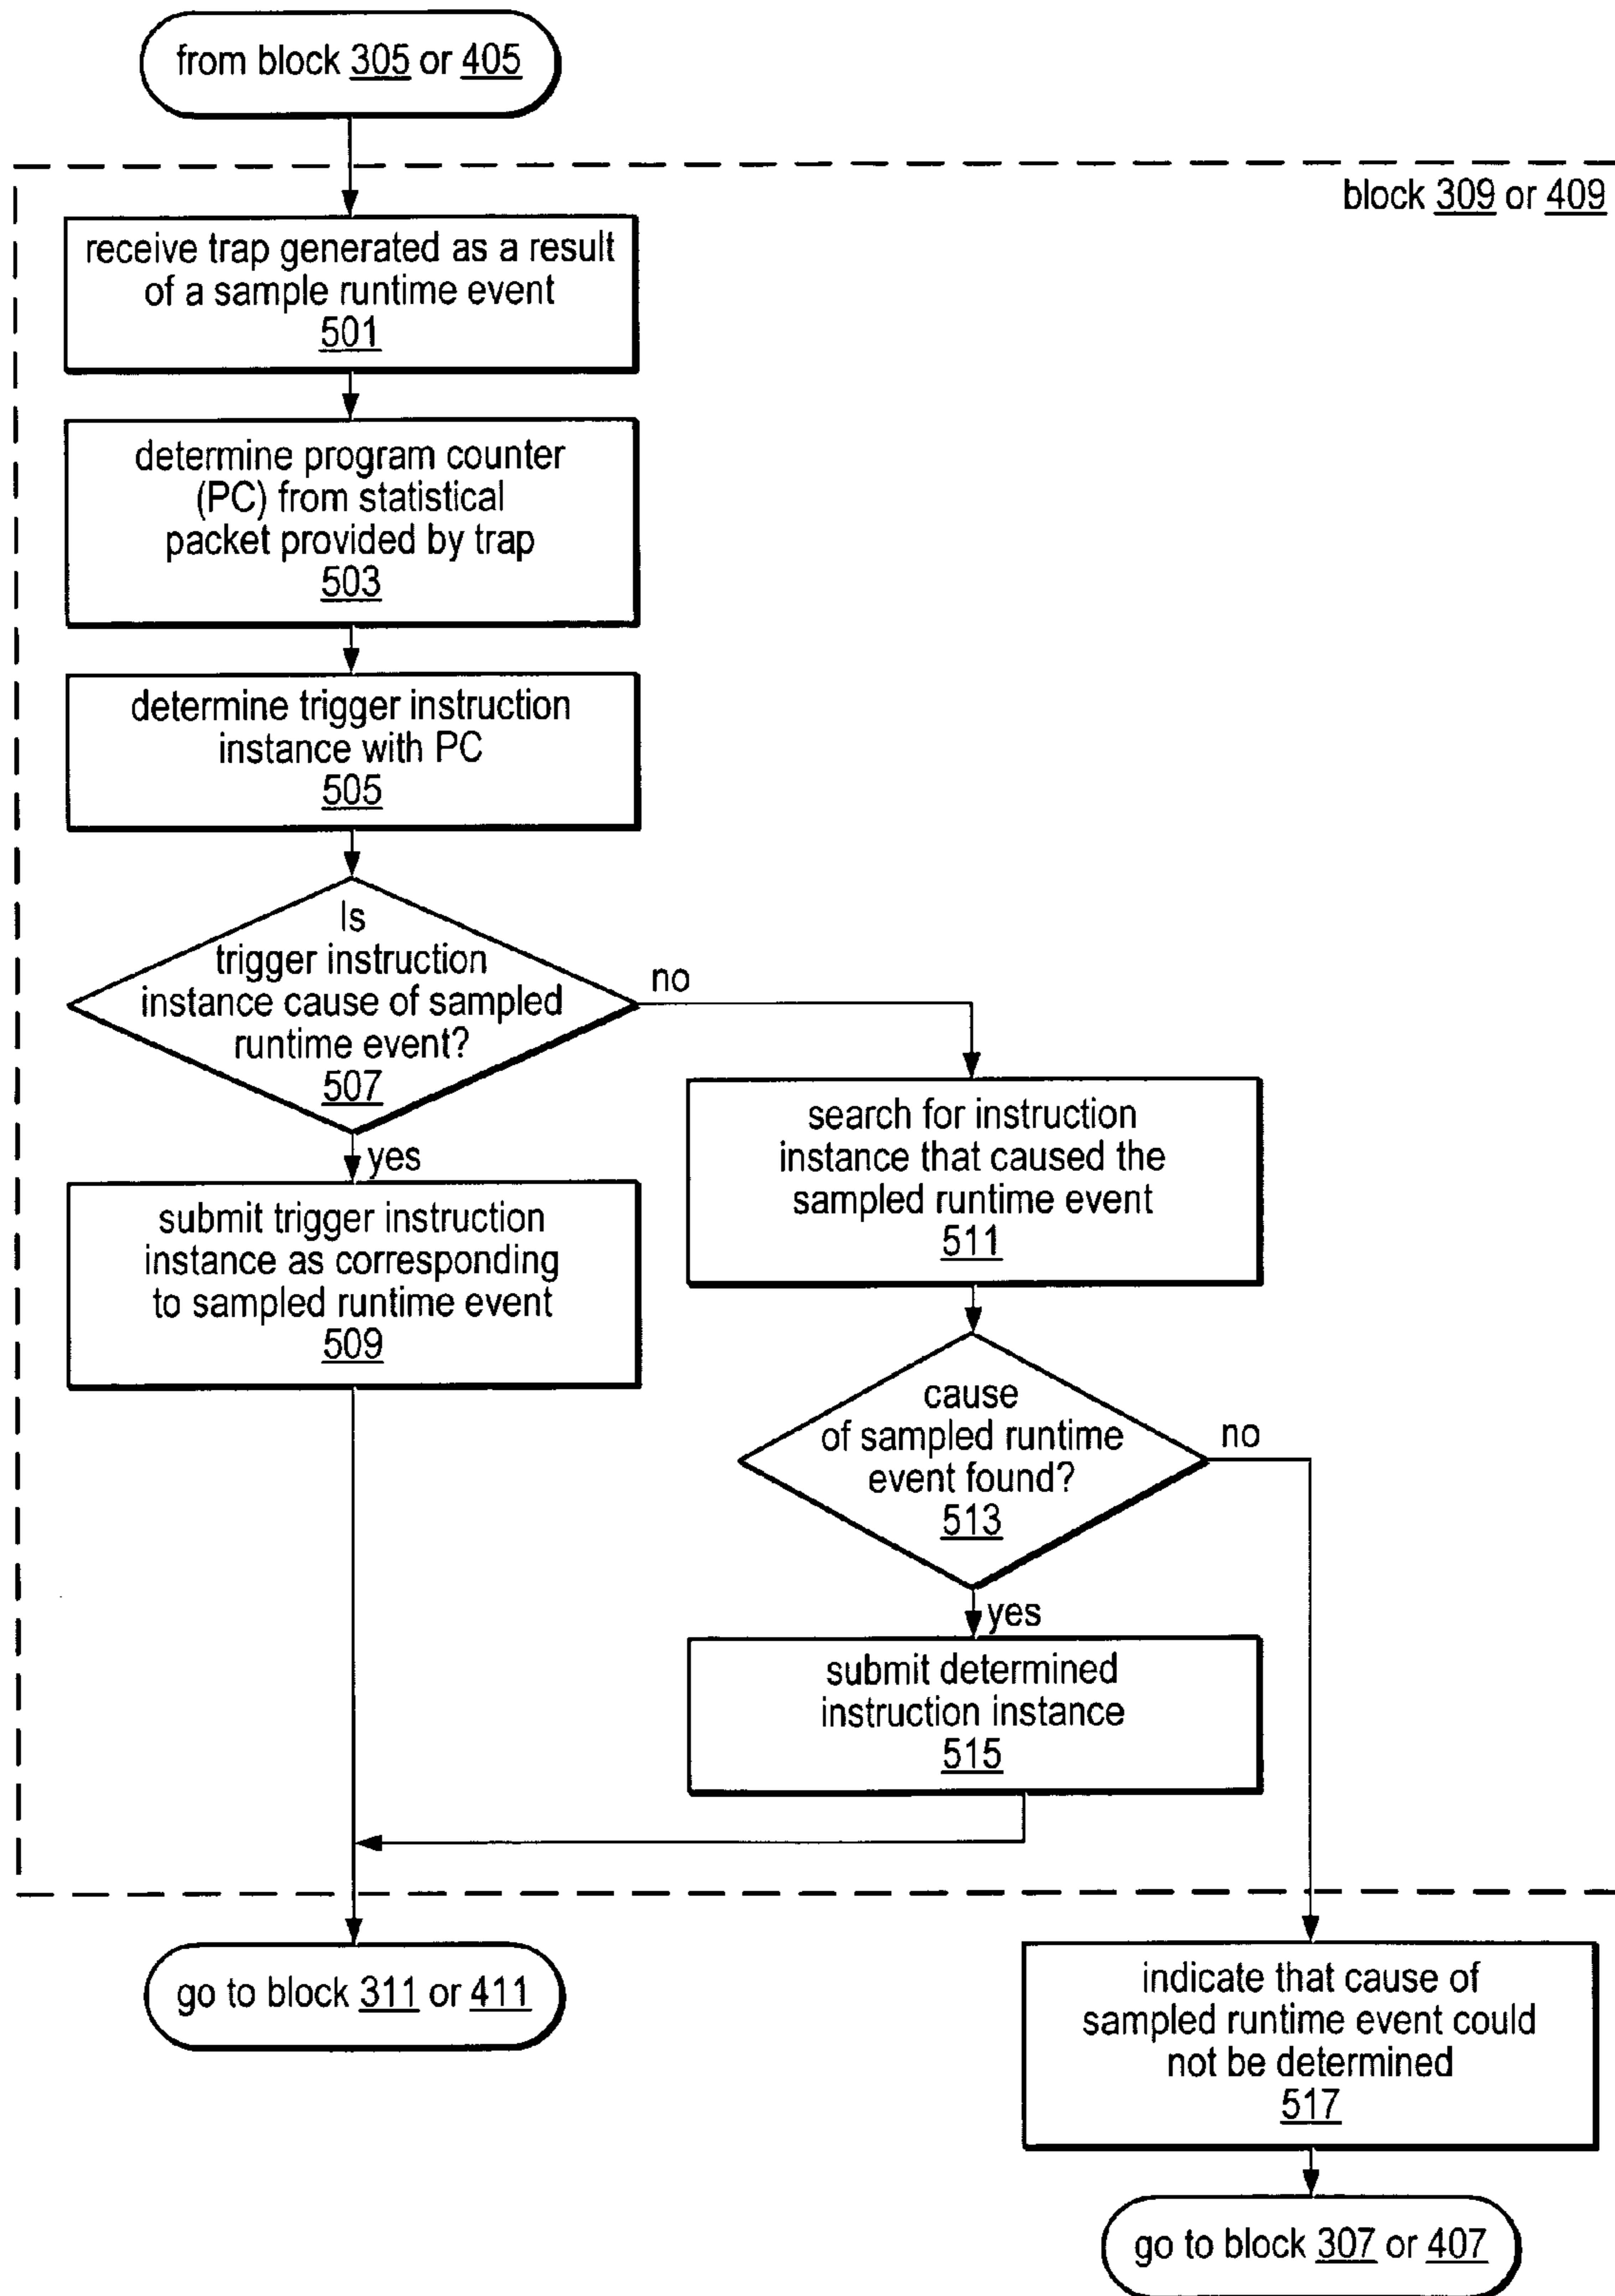 from block 305 or 405
block 309 or 409
receive trap generated as a result
of a sample runtime event
501
determine program counter
(PC) from statistical
packet provided by trap
503
determine trigger instruction
instance with PC
505
Is
trigger instruction
instance cause of sampled
runtime event?
507
no
yes
submit trigger instruction
instance as corresponding
to sampled runtime event
509
search for instruction
instance that caused the
sampled runtime event
511
cause
of sampled runtime
event found?
513
no
yes
submit determined
instruction instance
515
go to block 311 or 411
indicate that cause of
sampled runtime event could
not be determined
517
go to block 307 or 407